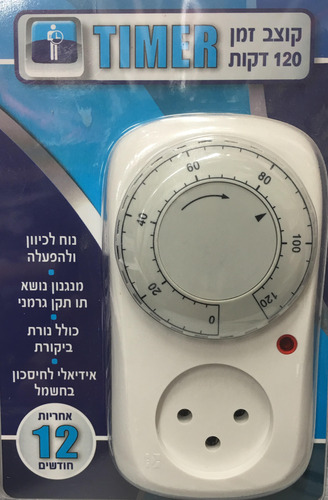 קוצב זמן
120 דקות
TIMER
0
20
40
60
80
100
120
נוח לכיוון
ולהפעלה
מנגנון נושא
תו תקן גרמני
כולל נורת
ביקורת
אידיאלי לחיסכון
בחשמל
אחריות
12
חודשים